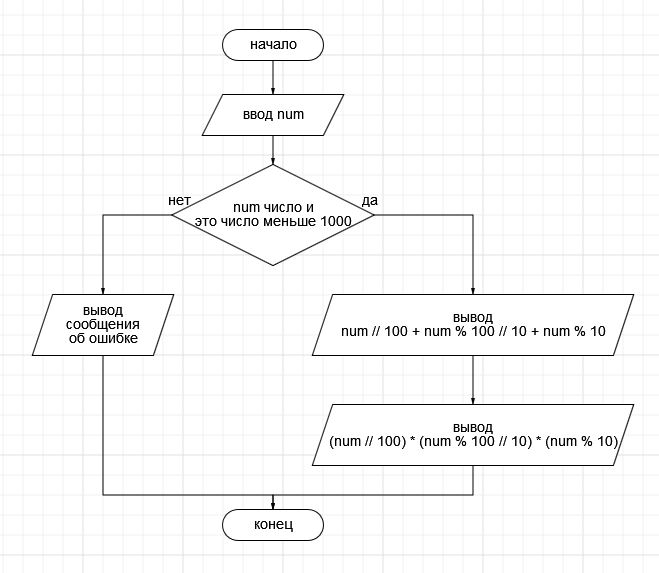 начало
ввод num
нет
да
num число и
это число меньше 1000
вывод
сообщения
об ошибке
вывод
num // 100 + num % 100 // 10 + num % 10
вывод
(num // 100) * (num % 100 // 10) * (num % 10)
конец